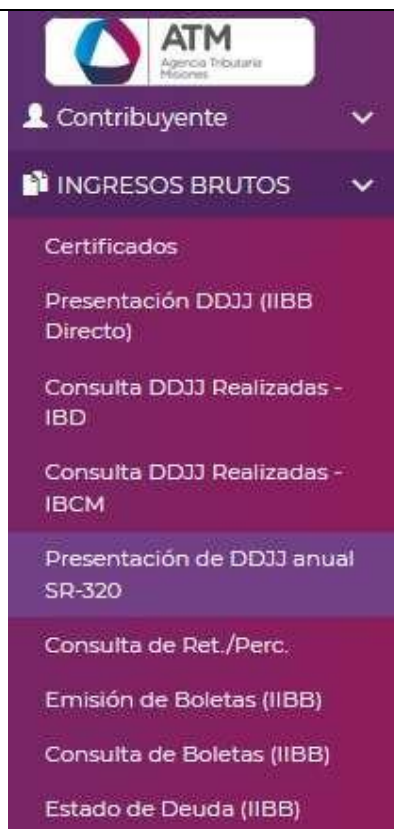 ATM
Agencia Tributaria
Misiones
Contribuyente
INGRESOS BRUTOS
Certificados
Presentación DDJJ (IIBB
Directo)
Consulta DDJJ Realizadas -
IBD
Consulta DDJJ Realizadas -
IBCM
Presentación de DDJJ anual
SR-320
Consulta de Ret./Perc.
Emisión de Boletas (IIBB)
Consulta de Boletas (IIBB)
Estado de Deuda (IIBB)